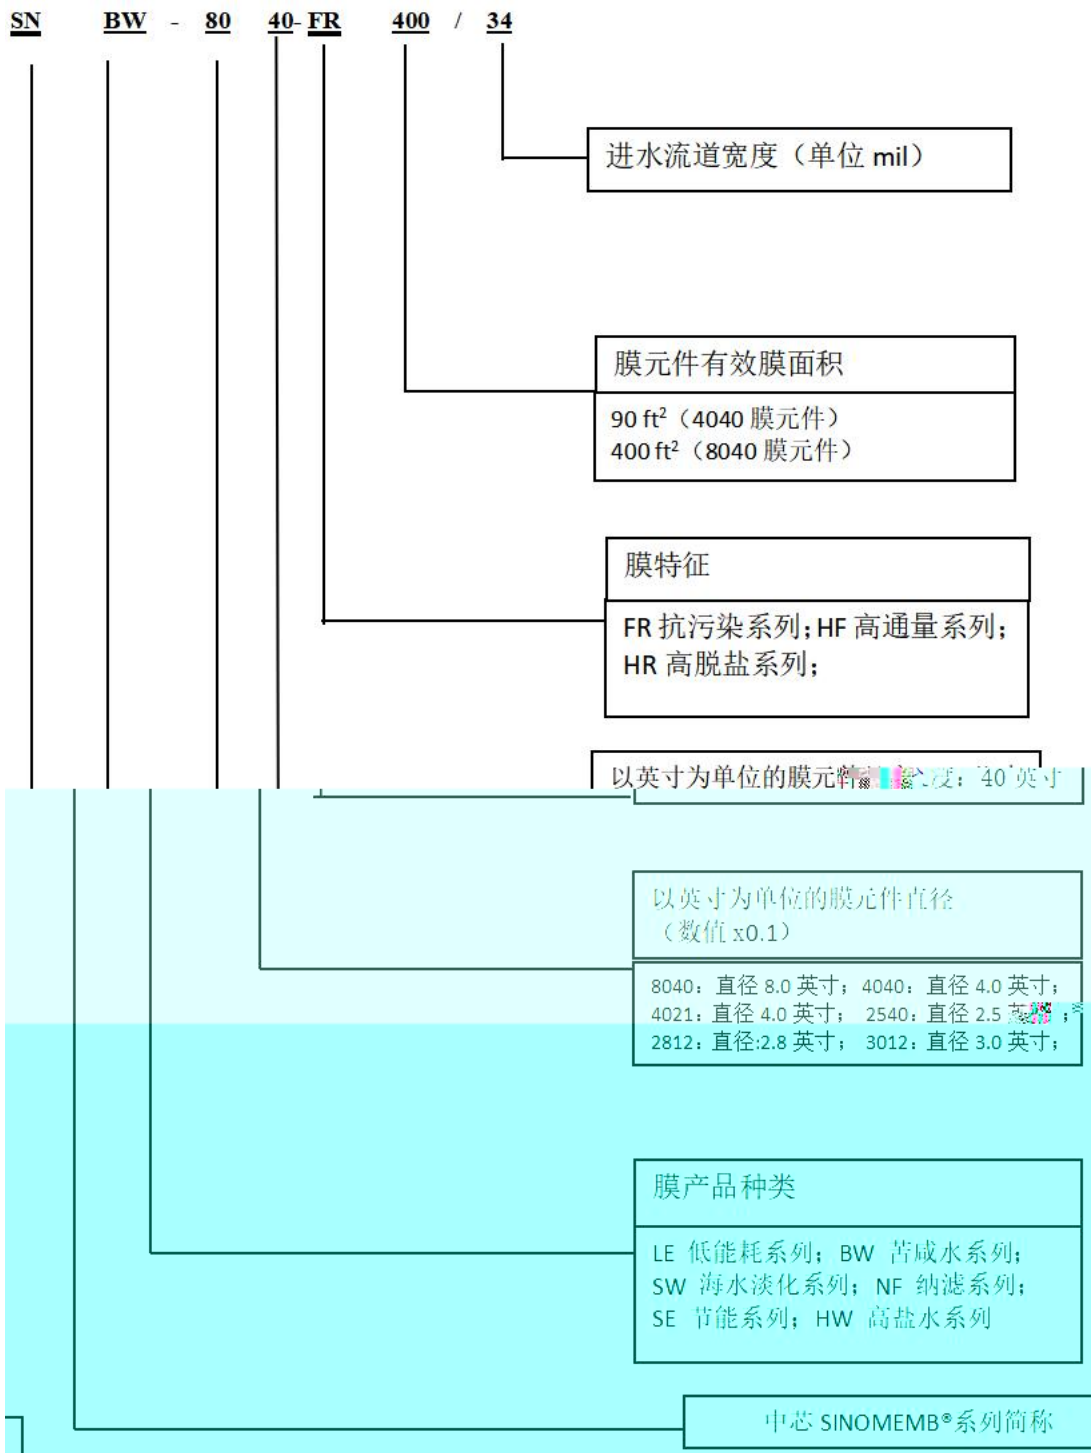 SN BW - 80 40- FR 400 / 34
进水流道宽度（单位 mil）
膜元件有效膜面积
90 ft²（4040 膜元件）
400 ft²（8040 膜元件）
膜特征
FR 抗污染系列；HF 高通量系列；
HR 高脱盐系列；
以英寸为单位的膜元 度：40 英寸
以英寸为单位的膜元件直径
（数值 x0.1）
8040：直径 8.0 英寸； 4040：直径 4.0 英寸；
4021：直径 4.0 英寸； 2540：直径 2.5 英 ；
2812：直径:2.8 英寸； 3012：直径 3.0 英寸；
膜产品种类
LE 低能耗系列；BW 苦咸水系列；
SW 海水淡化系列；NF 纳滤系列；
SE 节能系列；HW 高盐水系列
中芯 SINOMEMB®系列简称